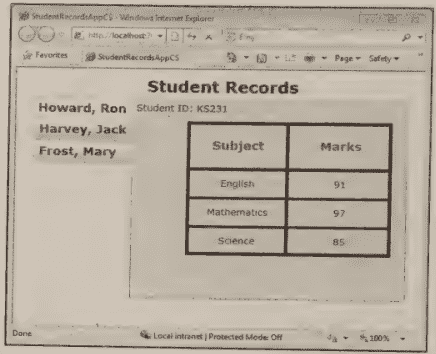 StudentRecordsAppCS - Windows Internet Explorer
http://localhost:
Favorites StudentRecordsAppCS Page Safety
Student Records
Howard, Ron Student ID: KS231
Harvey, Jack
Frost, Mary
Subject Marks
English 91
Mathematics 97
Science 85
Done Local intranet | Protected Mode: Off 100%